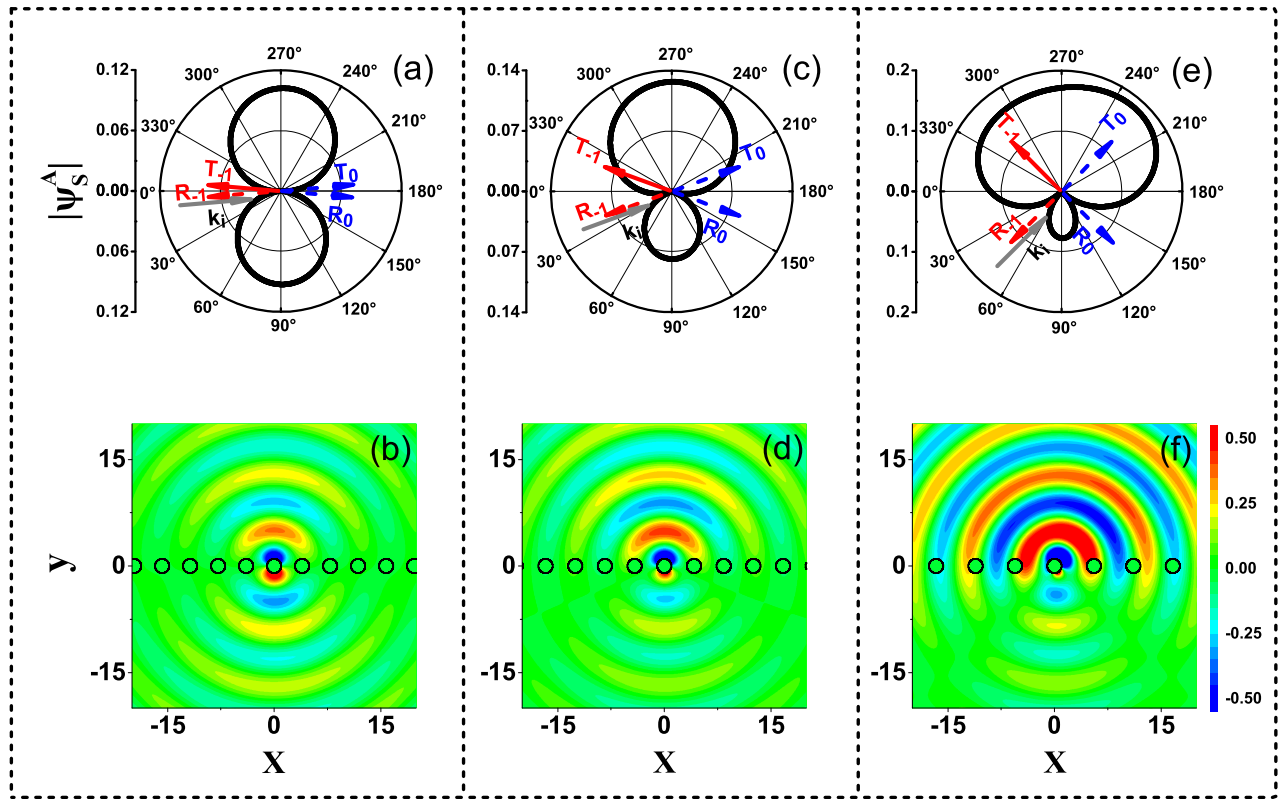 (a)
0.12
0.06
0.00
0.06
0.12
|ψ_S^A|
270°
300°
240°
330°
210°
0°
180°
30°
150°
60°
120°
90°
T-1
R-1
ki
T0
R0
(c)
0.14
0.07
0.00
0.07
0.14
270°
300°
240°
330°
210°
0°
180°
30°
150°
60°
120°
90°
T-1
R-1
ki
T0
R0
(e)
0.2
0.1
0.0
0.1
0.2
270°
300°
240°
330°
210°
0°
180°
30°
150°
60°
120°
90°
T-1
R-1
ki
T0
R0
(b)
15
0
-15
y
-15
0
15
X
(d)
15
0
-15
-15
0
15
X
(f)
15
0
-15
-15
0
15
X
0.50
0.25
0.00
-0.25
-0.50